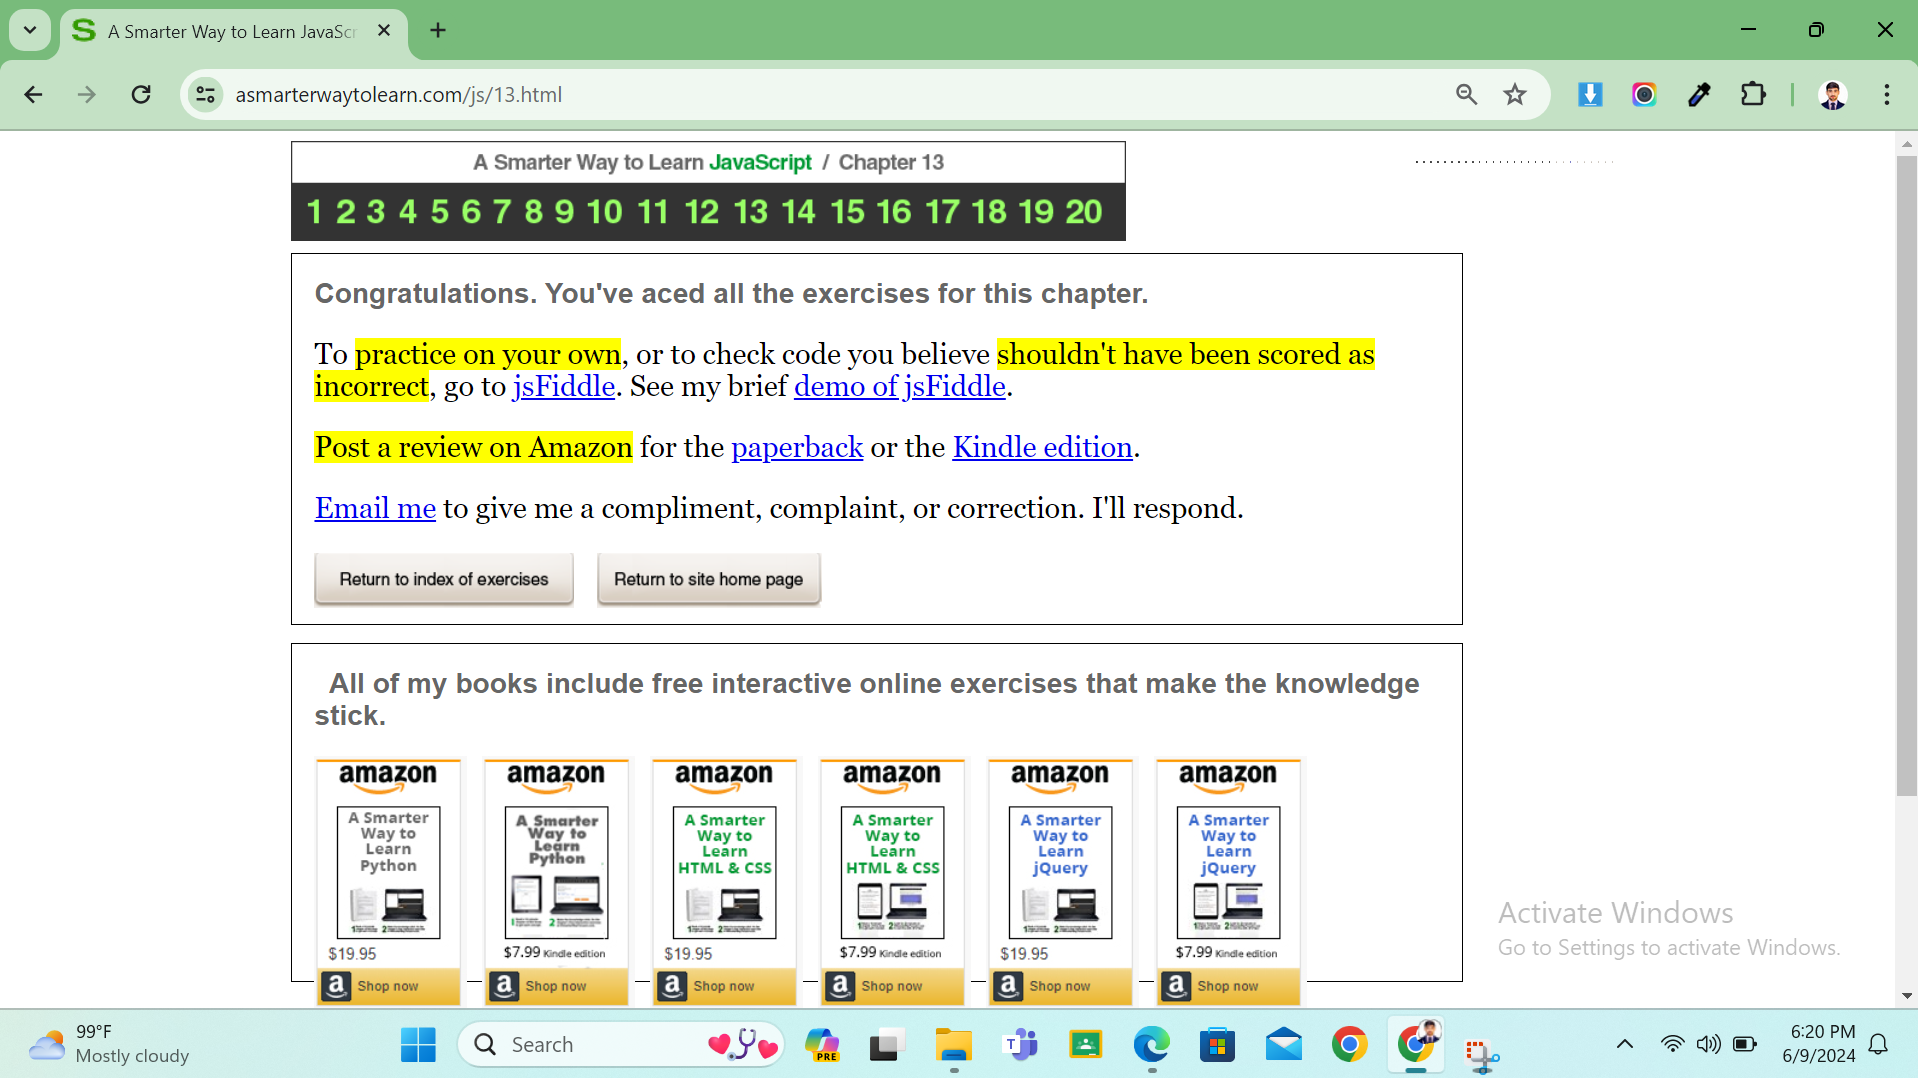 A Smarter Way to Learn JavaScr
asmarterwaytolearn.com/js/13.html
A Smarter Way to Learn JavaScript / Chapter 13
1 2 3 4 5 6 7 8 9 10 11 12 13 14 15 16 17 18 19 20
Congratulations. You've aced all the exercises for this chapter.
To practice on your own, or to check code you believe shouldn't have been scored as
incorrect, go to jsFiddle. See my brief demo of jsFiddle.
Post a review on Amazon for the paperback or the Kindle edition.
Email me to give me a compliment, complaint, or correction. I'll respond.
Return to index of exercises Return to site home page
All of my books include free interactive online exercises that make the knowledge
stick.
amazon amazon amazon amazon amazon amazon
A Smarter A Smarter A Smarter A Smarter A Smarter A Smarter
Way to Way to Way to Way to Way to Way to
Learn Learn Learn Learn Learn Learn
Python Python HTML & CSS HTML & CSS jQuery jQuery
$19.95 $7.99 Kindle edition $19.95 $7.99 Kindle edition $19.95 $7.99 Kindle edition
a Shop now a Shop now a Shop now a Shop now a Shop now a Shop now
Activate Windows
Go to Settings to activate Windows.
99°F
Mostly cloudy
Search
PRE
T
6:20 PM
6/9/2024